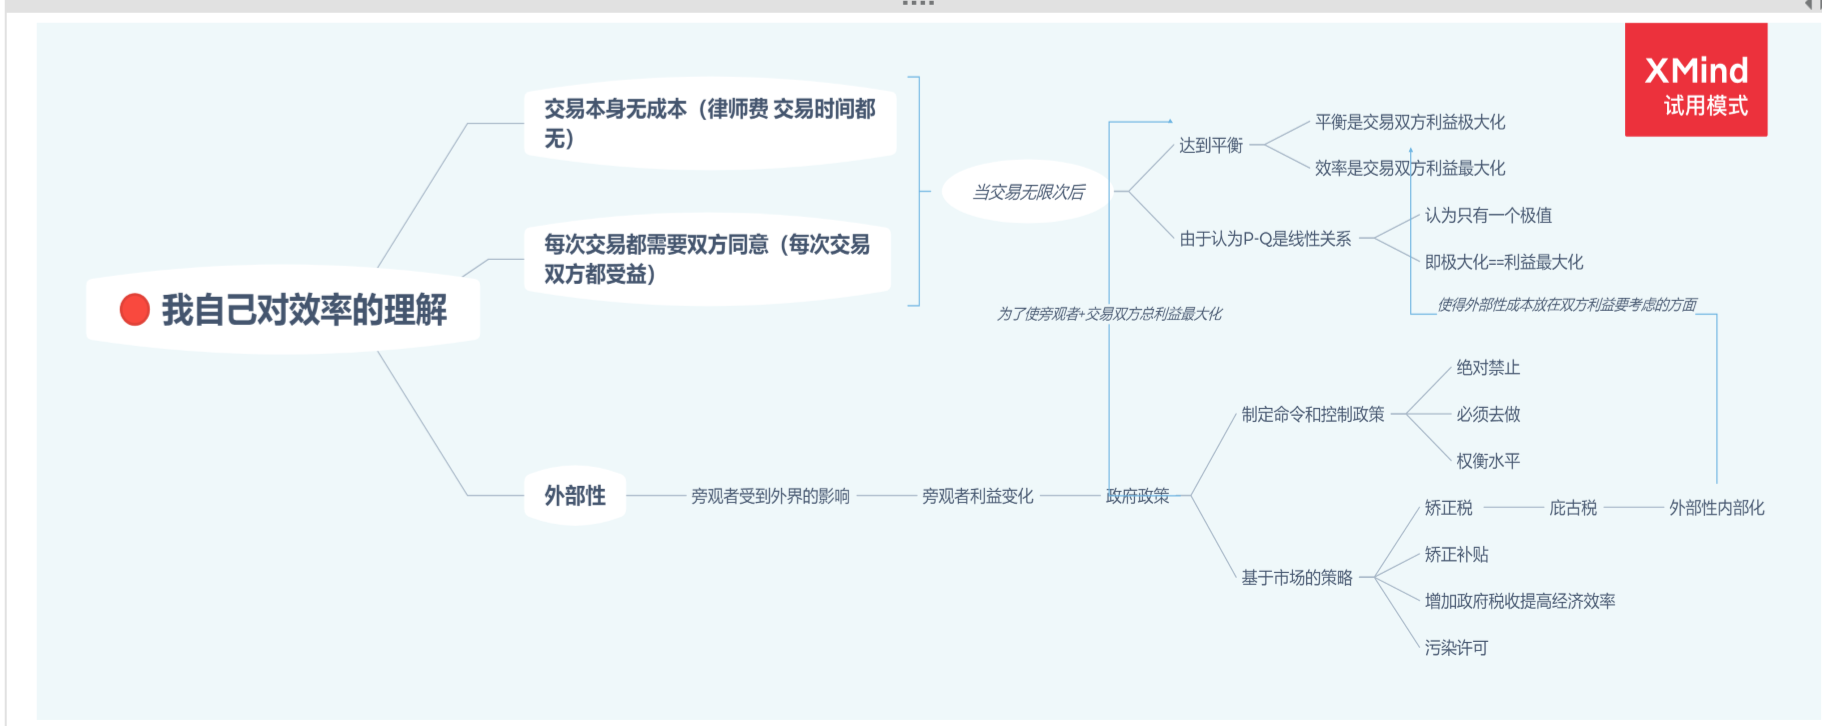 XMind
试用模式
交易本身无成本（律师费 交易时间都
无）
每次交易都需要双方同意（每次交易
双方都受益）
我自己对效率的理解
当交易无限次后
达到平衡
平衡是交易双方利益极大化
效率是交易双方利益最大化
由于认为P-Q是线性关系
认为只有一个极值
即极大化==利益最大化
为了使旁观者+交易双方总利益最大化
使得外部性成本放在双方利益要考虑的方面
外部性
旁观者受到外界的影响
旁观者利益变化
政府政策
制定命令和控制政策
绝对禁止
必须去做
权衡水平
基于市场的策略
矫正税
庇古税
外部性内部化
矫正补贴
增加政府税收提高经济效率
污染许可